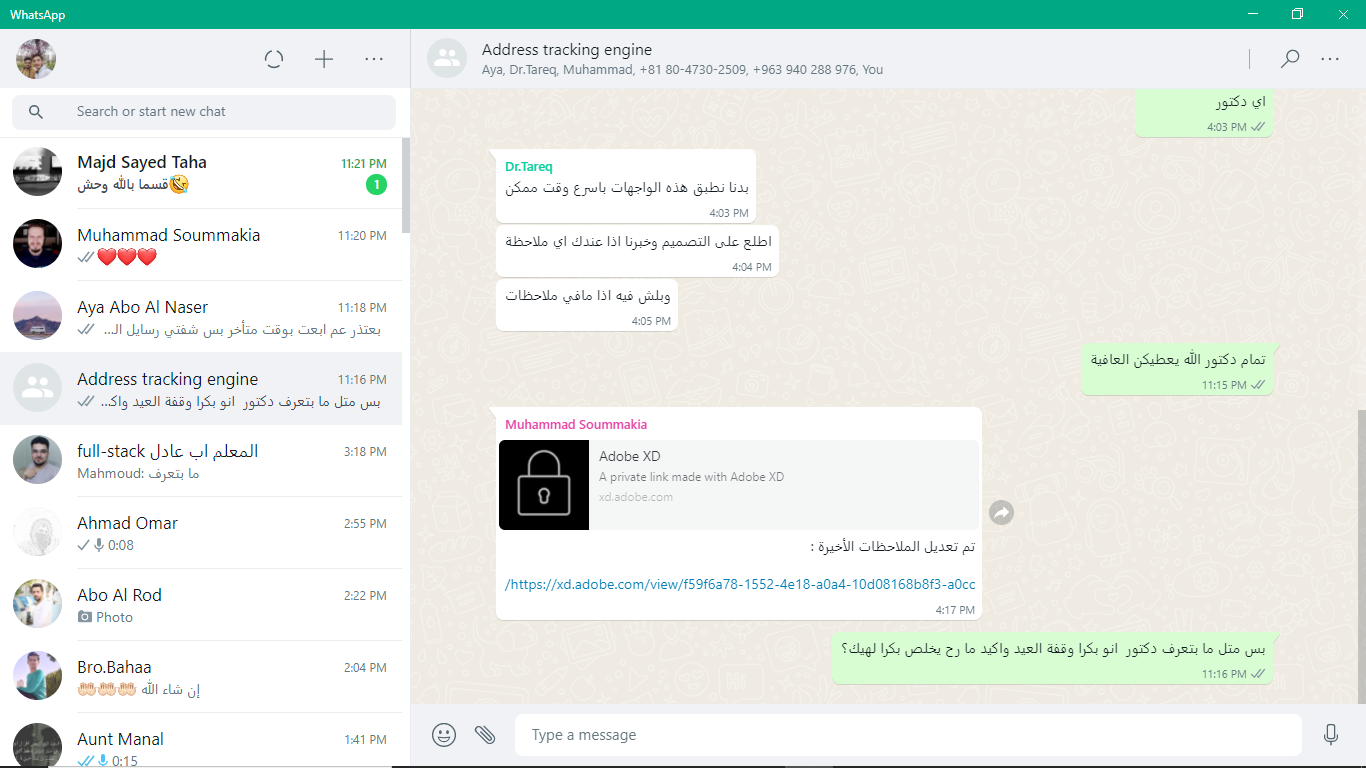 WhatsApp
Search or start new chat
Majd Sayed Taha
11:21 PM
قسما بالله وحش🤣
1
Muhammad Soummakia
11:20 PM
❤️❤️❤️
Aya Abo Al Naser
11:18 PM
بعتذر عم ابعت بوقت متأخر بس شفتي رسايل ال...
Address tracking engine
11:16 PM
بس متل ما بتعرف دكتور  انو بكرا وقفة العيد واك...
full-stack المعلم اب عادل
3:18 PM
Mahmoud: ما بتعرف
Ahmad Omar
2:55 PM
0:08
Abo Al Rod
2:22 PM
Photo
Bro.Bahaa
2:04 PM
إن شاء الله 🤲🏻🤲🏻🤲🏻
Aunt Manal
1:41 PM
0:15
Address tracking engine
Aya, Dr.Tareq, Muhammad, +81 80-4730-2509, +963 940 288 976, You
اي دكتور
4:03 PM
Dr.Tareq
بدنا نطبق هذه الواجهات باسرع وقت ممكن
4:03 PM
اطلع على التصميم وخبرنا اذا عندك اي ملاحظة
4:04 PM
وبلش فيه اذا مافي ملاحظات
4:05 PM
تمام دكتور الله يعطيكن العافية
11:15 PM
Muhammad Soummakia
Adobe XD
A private link made with Adobe XD
xd.adobe.com
تم تعديل الملاحظات الأخيرة :
https://xd.adobe.com/view/f59f6a78-1552-4e18-a0a4-10d08168b8f3-a0cc/
4:17 PM
بس متل ما بتعرف دكتور  انو بكرا وقفة العيد واكيد ما رح يخلص بكرا لهيك؟
11:16 PM
Type a message